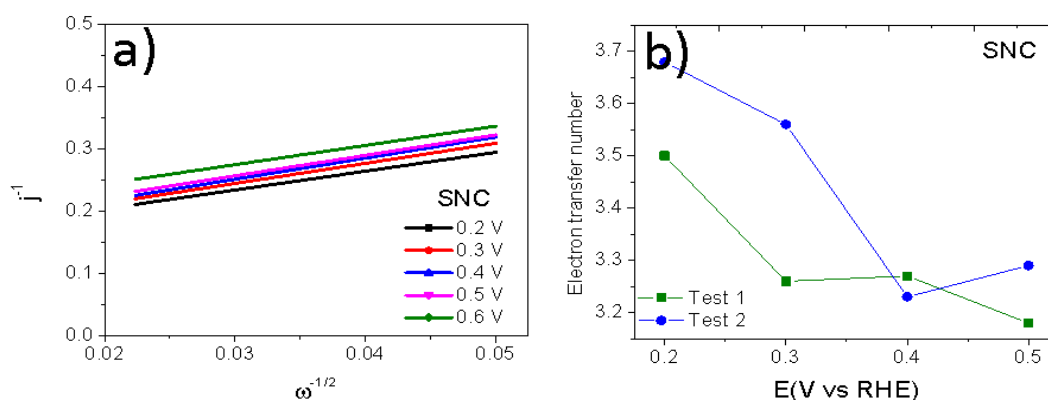 a)
0.5
0.4
0.3
0.2
0.1
0.0
j⁻¹
SNC
0.2 V
0.3 V
0.4 V
0.5 V
0.6 V
0.02 0.03 0.04 0.05
ω^-1/2
b)
SNC
3.7
3.6
3.5
3.4
3.3
3.2
Electron transfer number
Test 1
Test 2
0.2 0.3 0.4 0.5
E(V vs RHE)